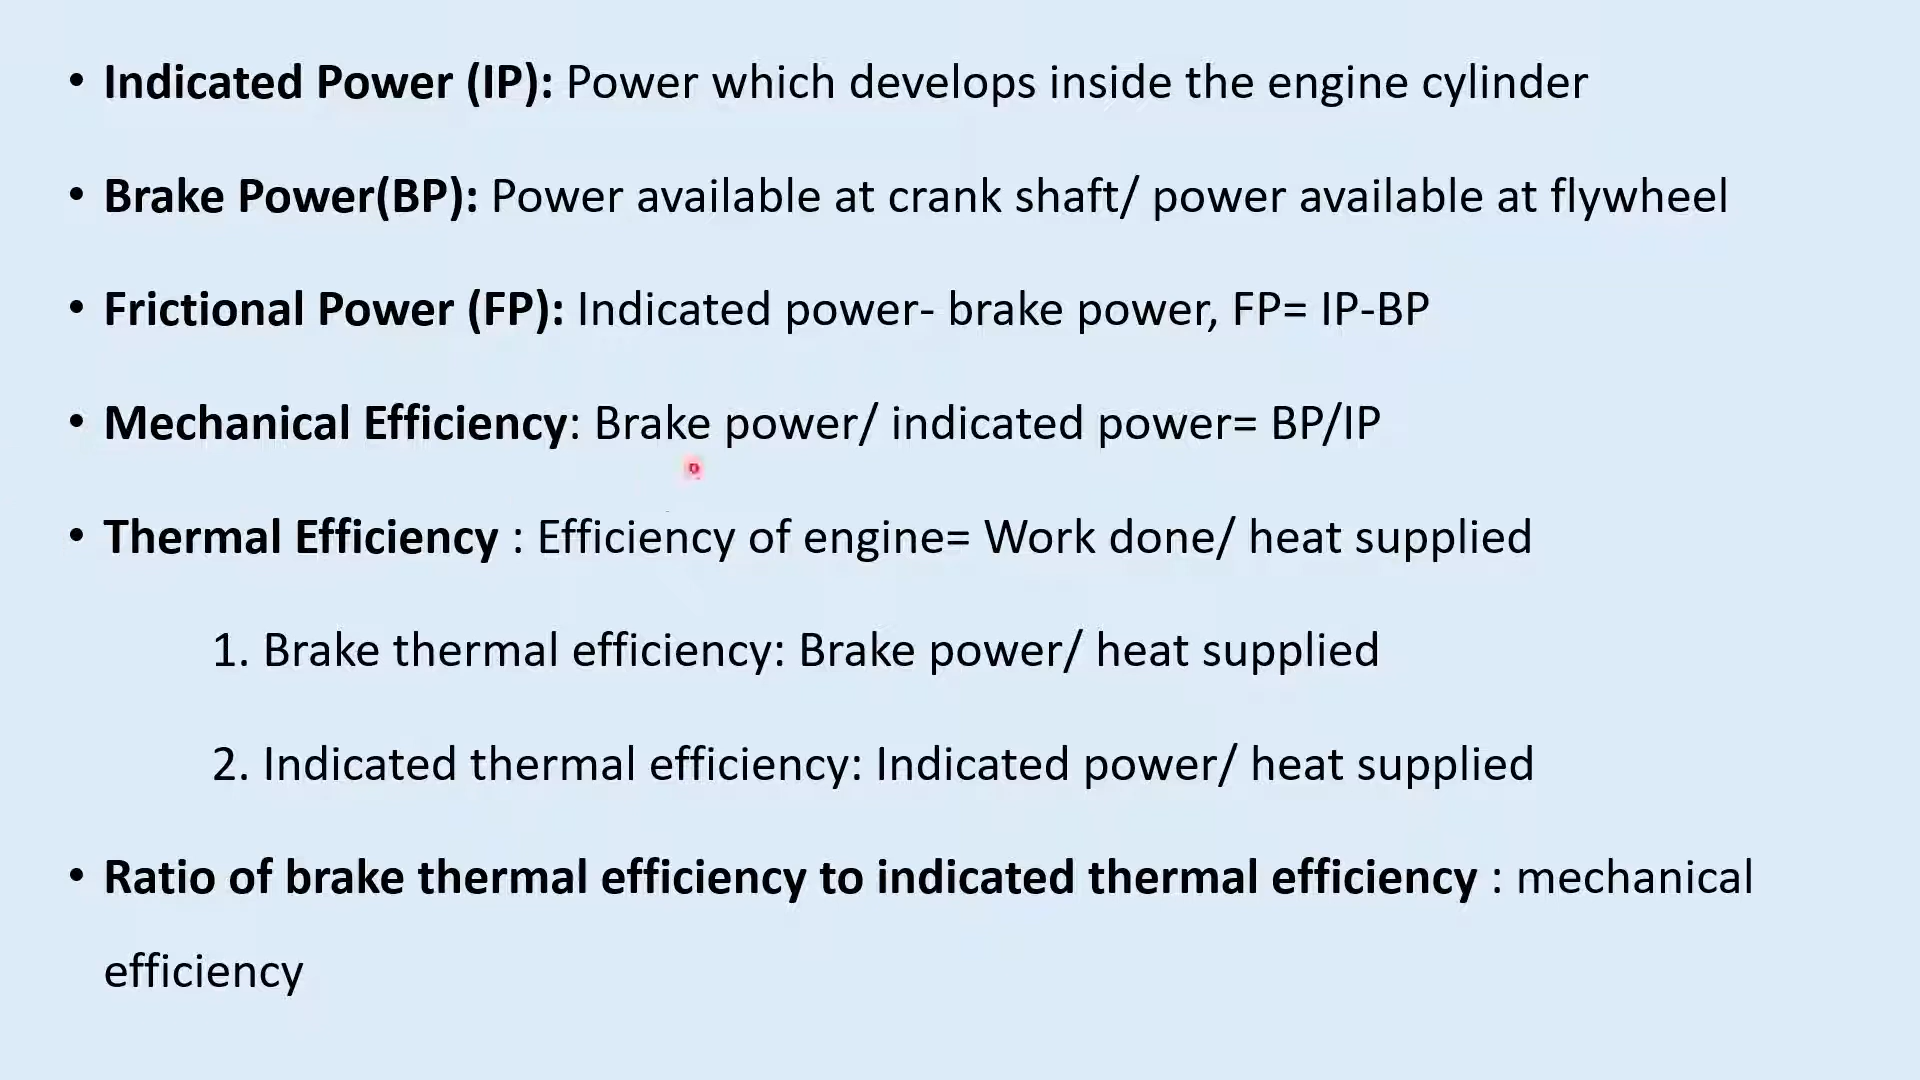 • Indicated Power (IP): Power which develops inside the engine cylinder
• Brake Power(BP): Power available at crank shaft/ power available at flywheel
• Frictional Power (FP): Indicated power- brake power, FP= IP-BP
• Mechanical Efficiency: Brake power/ indicated power= BP/IP
• Thermal Efficiency : Efficiency of engine= Work done/ heat supplied
1. Brake thermal efficiency: Brake power/ heat supplied
2. Indicated thermal efficiency: Indicated power/ heat supplied
• Ratio of brake thermal efficiency to indicated thermal efficiency : mechanical
efficiency